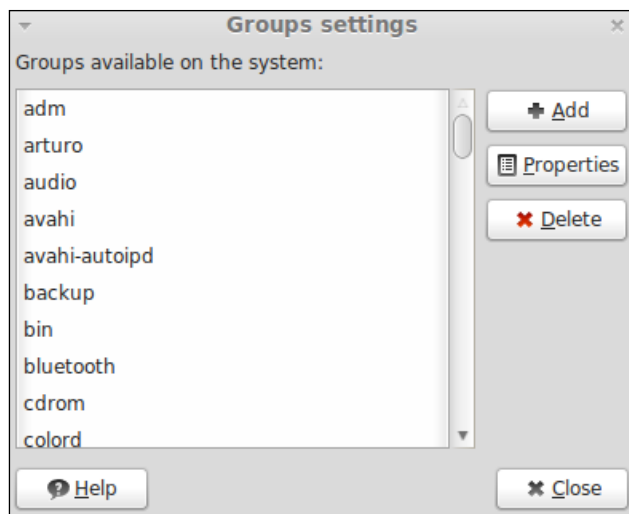 Groups settings
Groups available on the system:
adm
arturo
audio
avahi
avahi-autoipd
backup
bin
bluetooth
cdrom
colord
Add
Properties
Delete
Help
Close